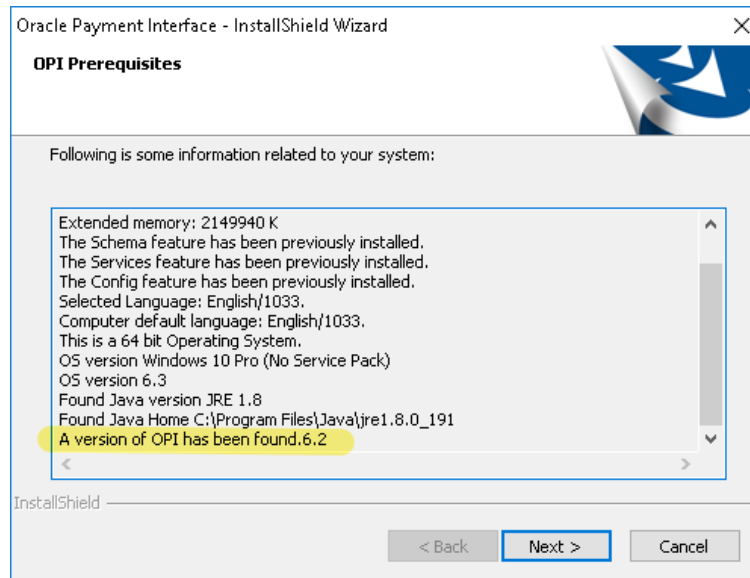 Oracle Payment Interface - InstallShield Wizard
OPI Prerequisites
Following is some information related to your system:
Extended memory: 2149940 K
The Schema feature has been previously installed.
The Services feature has been previously installed.
The Config feature has been previously installed.
Selected Language: English/1033.
Computer default language: English/1033.
This is a 64 bit Operating System.
OS version Windows 10 Pro (No Service Pack)
OS version 6.3
Found Java version JRE 1.8
Found Java Home C:\Program Files\Java\jre1.8.0_191
A version of OPI has been found.6.2
InstallShield
< Back Next > Cancel